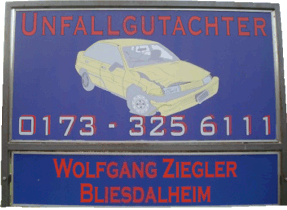 UNFALLGUTACHTER
0173 - 325 6111
WOLFGANG ZIEGLER
BLIESDALHEIM